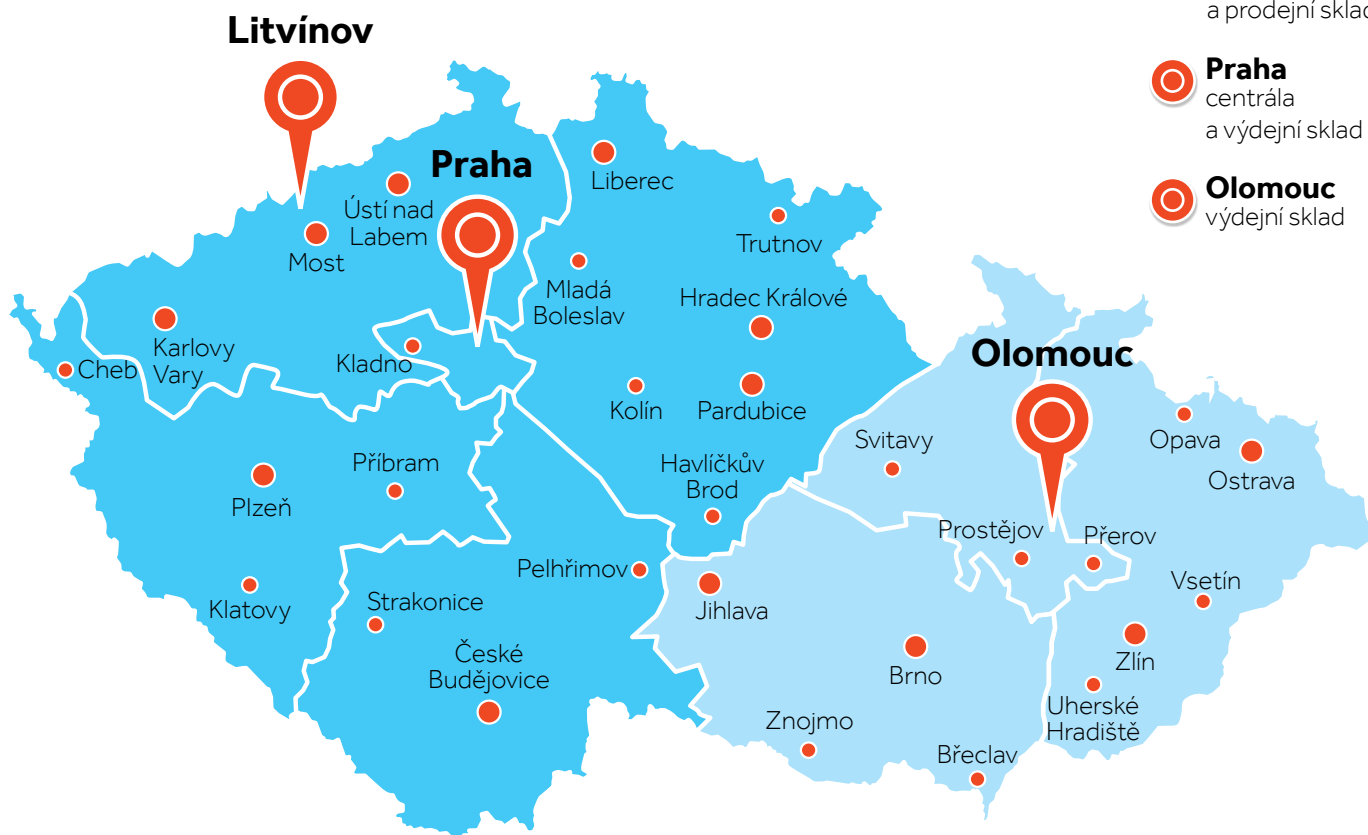 a prodejní sklad
Litvínov
Praha
centrála
a výdejní sklad
Olomouc
výdejní sklad
Praha
Liberec
Ústí nad
Labem
Most
Trutnov
Mladá
Boleslav
Hradec Králové
Karlovy
Vary
Cheb
Kladno
Olomouc
Kolín
Pardubice
Svitavy
Opava
Ostrava
Havlíčkův
Brod
Příbram
Plzeň
Prostějov
Přerov
Pelhřimov
Vsetín
Klatovy
Strakonice
Jihlava
České
Budějovice
Brno
Zlín
Uherské
Hradiště
Znojmo
Břeclav